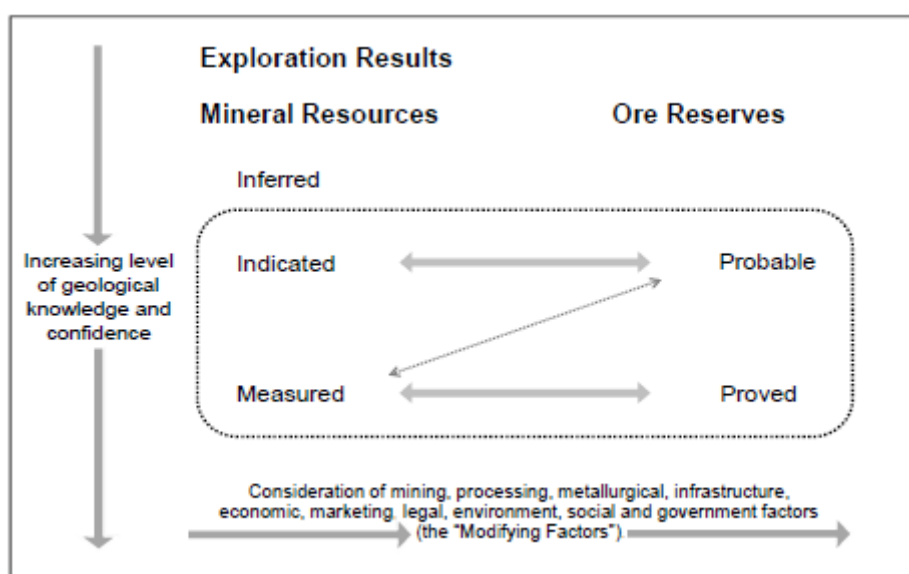 Exploration Results
Mineral Resources
Ore Reserves
Inferred
Increasing level
of geological
knowledge and
confidence
Indicated
Probable
Measured
Proved
Consideration of mining, processing, metallurgical, infrastructure,
economic, marketing, legal, environment, social and government factors
(the "Modifying Factors").